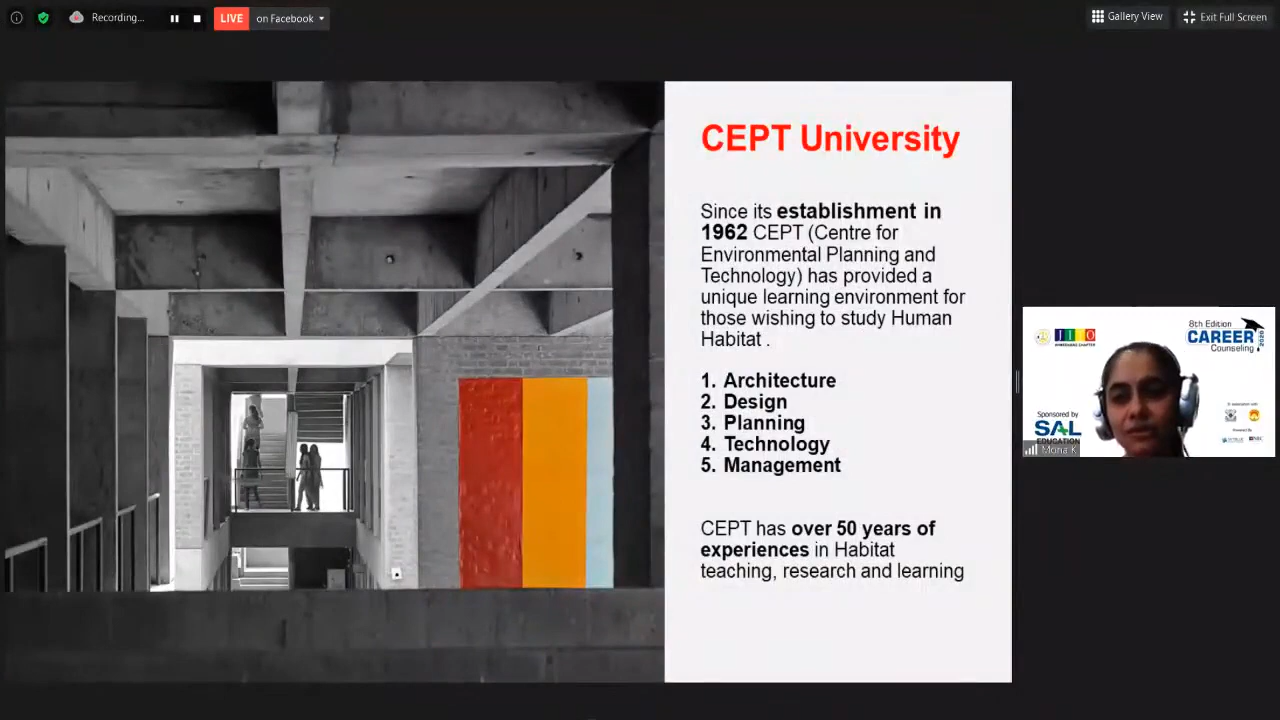 Recording...
LIVE
on Facebook
Gallery View
Exit Full Screen
CEPT University
Since its establishment in
1962 CEPT (Centre for
Environmental Planning and
Technology) has provided a
unique learning environment for
those wishing to study Human
Habitat .
1. Architecture
2. Design
3. Planning
4. Technology
5. Management
CEPT has over 50 years of
experiences in Habitat
teaching, research and learning
JITO
8th Edition
CAREER
Counseling
2020
Sponsored by
SAL
EDUCATION
Mona K